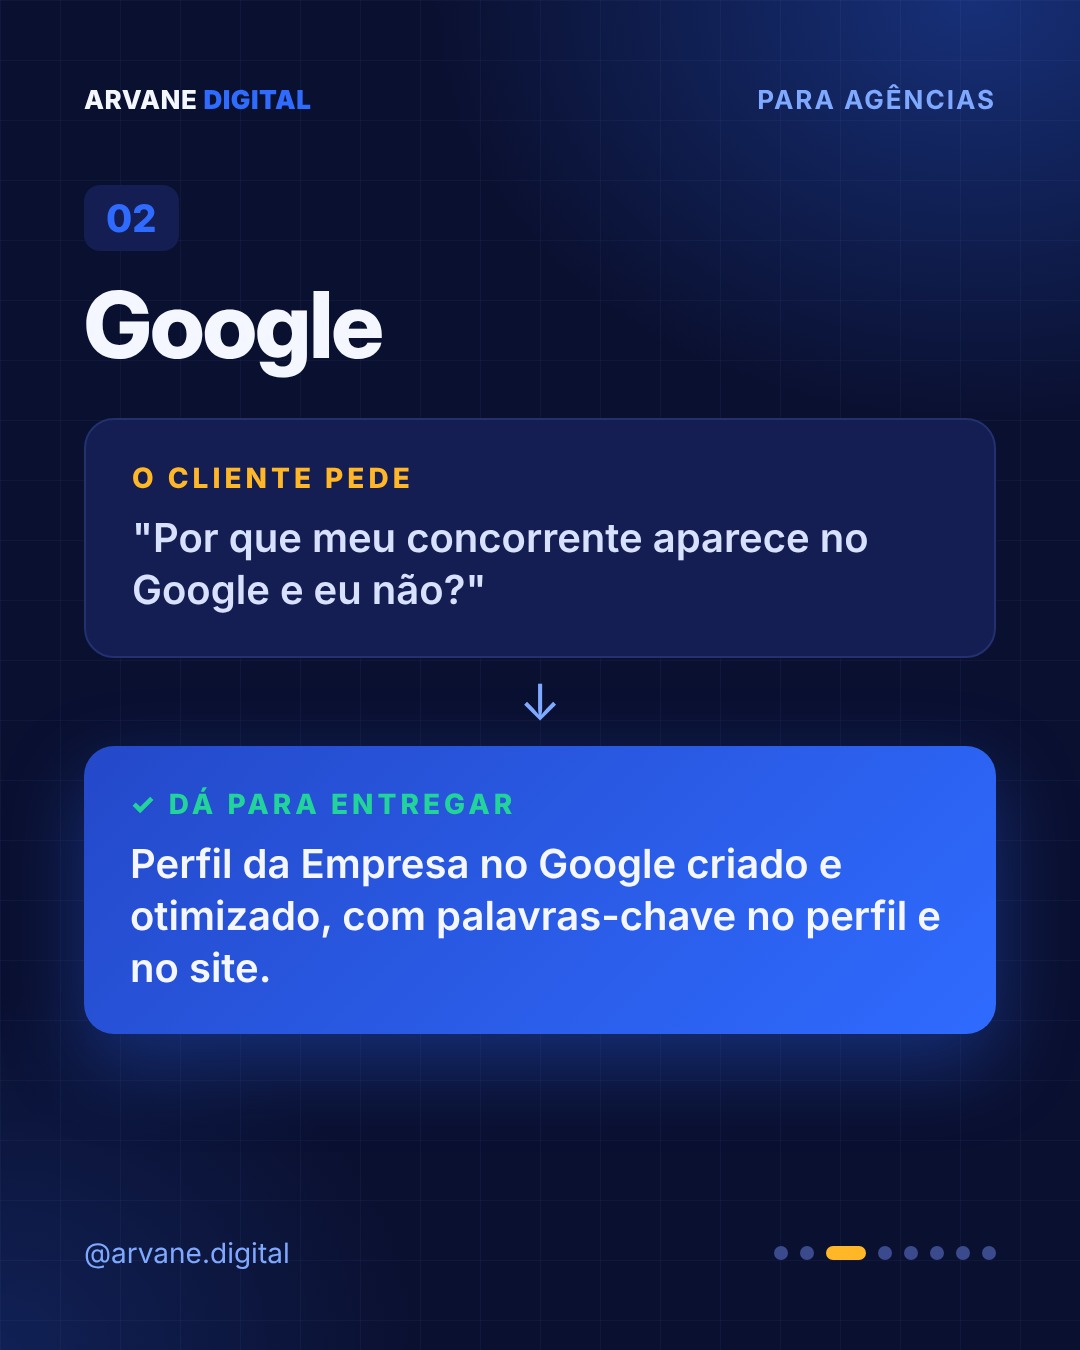 ARVANE DIGITAL
PARA AGÊNCIAS
02
Google
O CLIENTE PEDE
"Por que meu concorrente aparece no
Google e eu não?"
↓
✓ DÁ PARA ENTREGAR
Perfil da Empresa no Google criado e
otimizado, com palavras-chave no perfil e
no site.
@arvane.digital